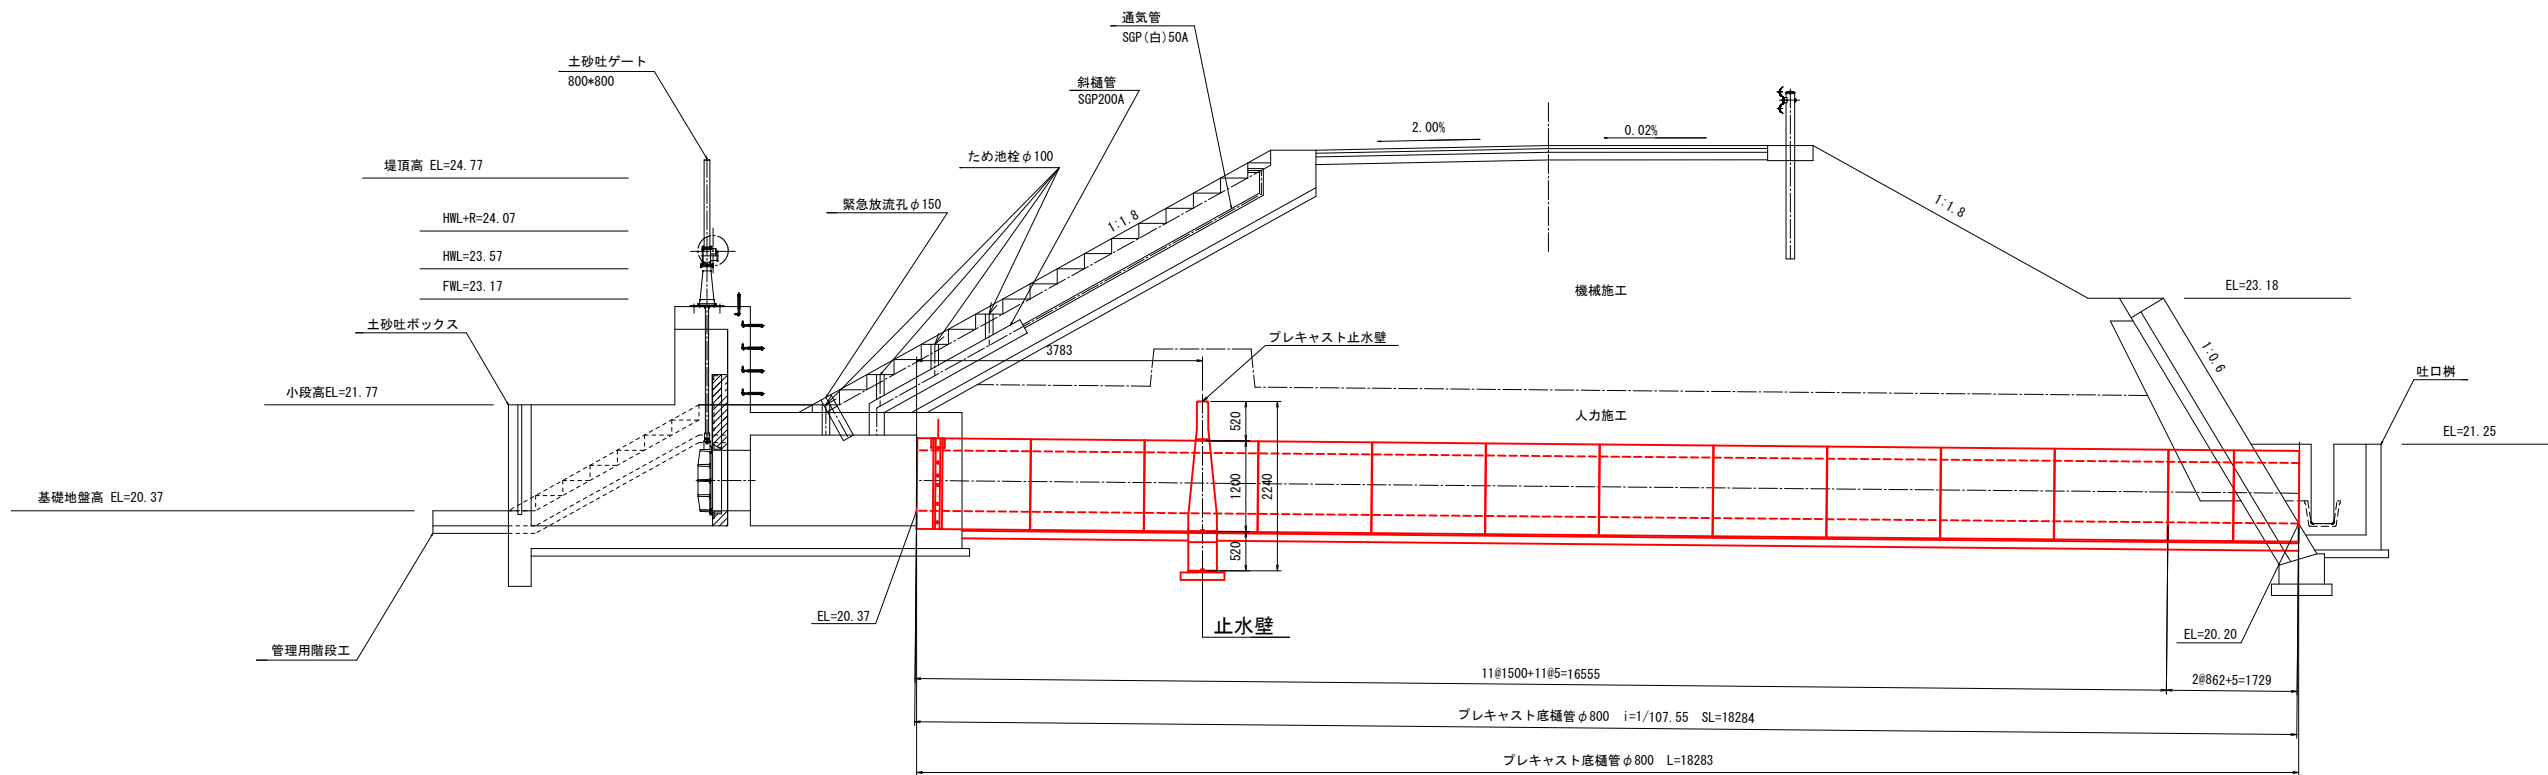 通気管
SGP(白)50A
土砂吐ゲート
800*800
斜樋管
SGP200A
2.00%
0.02%
ため池栓φ100
堤頂高 EL=24.77
緊急放流孔φ150
1:1.8
1:1.8
HWL+R=24.07
HWL=23.57
FWL=23.17
機械施工
EL=23.18
土砂吐ボックス
プレキャスト止水壁
3783
1:0.6
吐口桝
小段高EL=21.77
人力施工
520
EL=21.25
1200
2240
基礎地盤高 EL=20.37
520
EL=20.37
止水壁
EL=20.20
管理用階段工
11@1500+11@5=16555
2@862+5=1729
プレキャスト底樋管φ800 i=1/107.55 SL=18284
プレキャスト底樋管φ800 L=18283